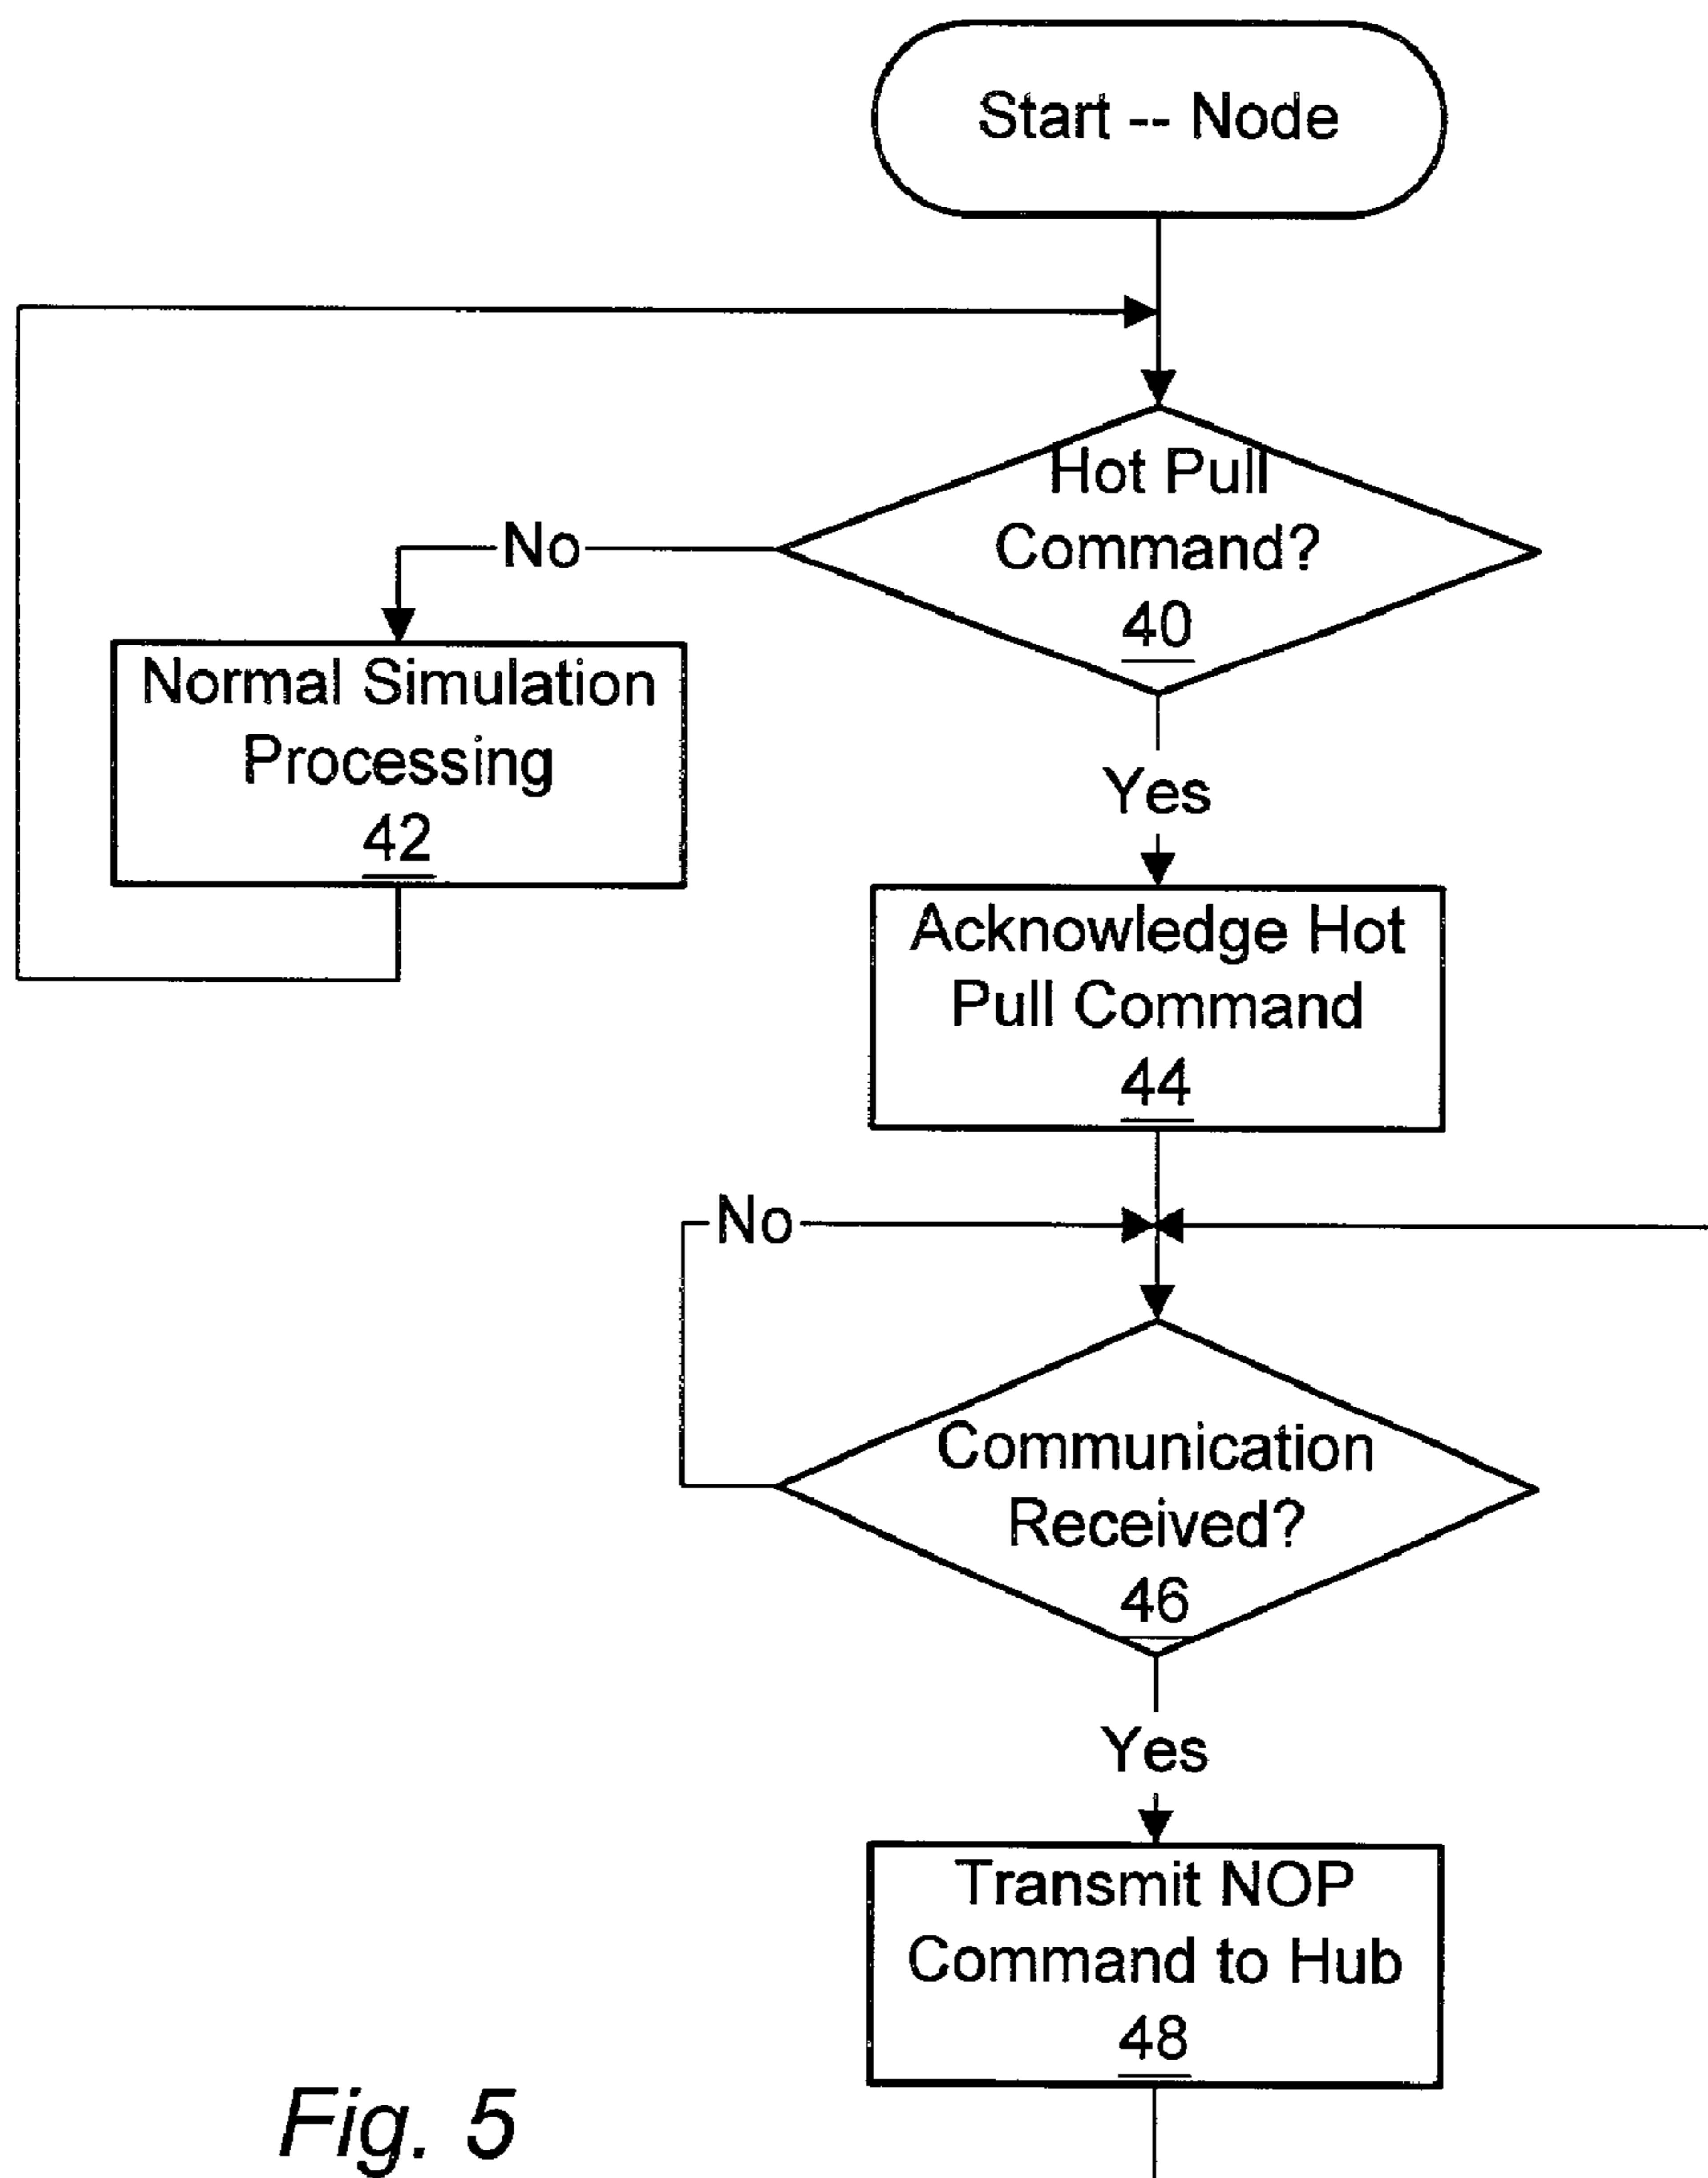 Start -- Node
Hot Pull
Command?
40
No
Normal Simulation
Processing
42
Yes
Acknowledge Hot
Pull Command
44
No
Communication
Received?
46
Yes
Transmit NOP
Command to Hub
48
Fig. 5